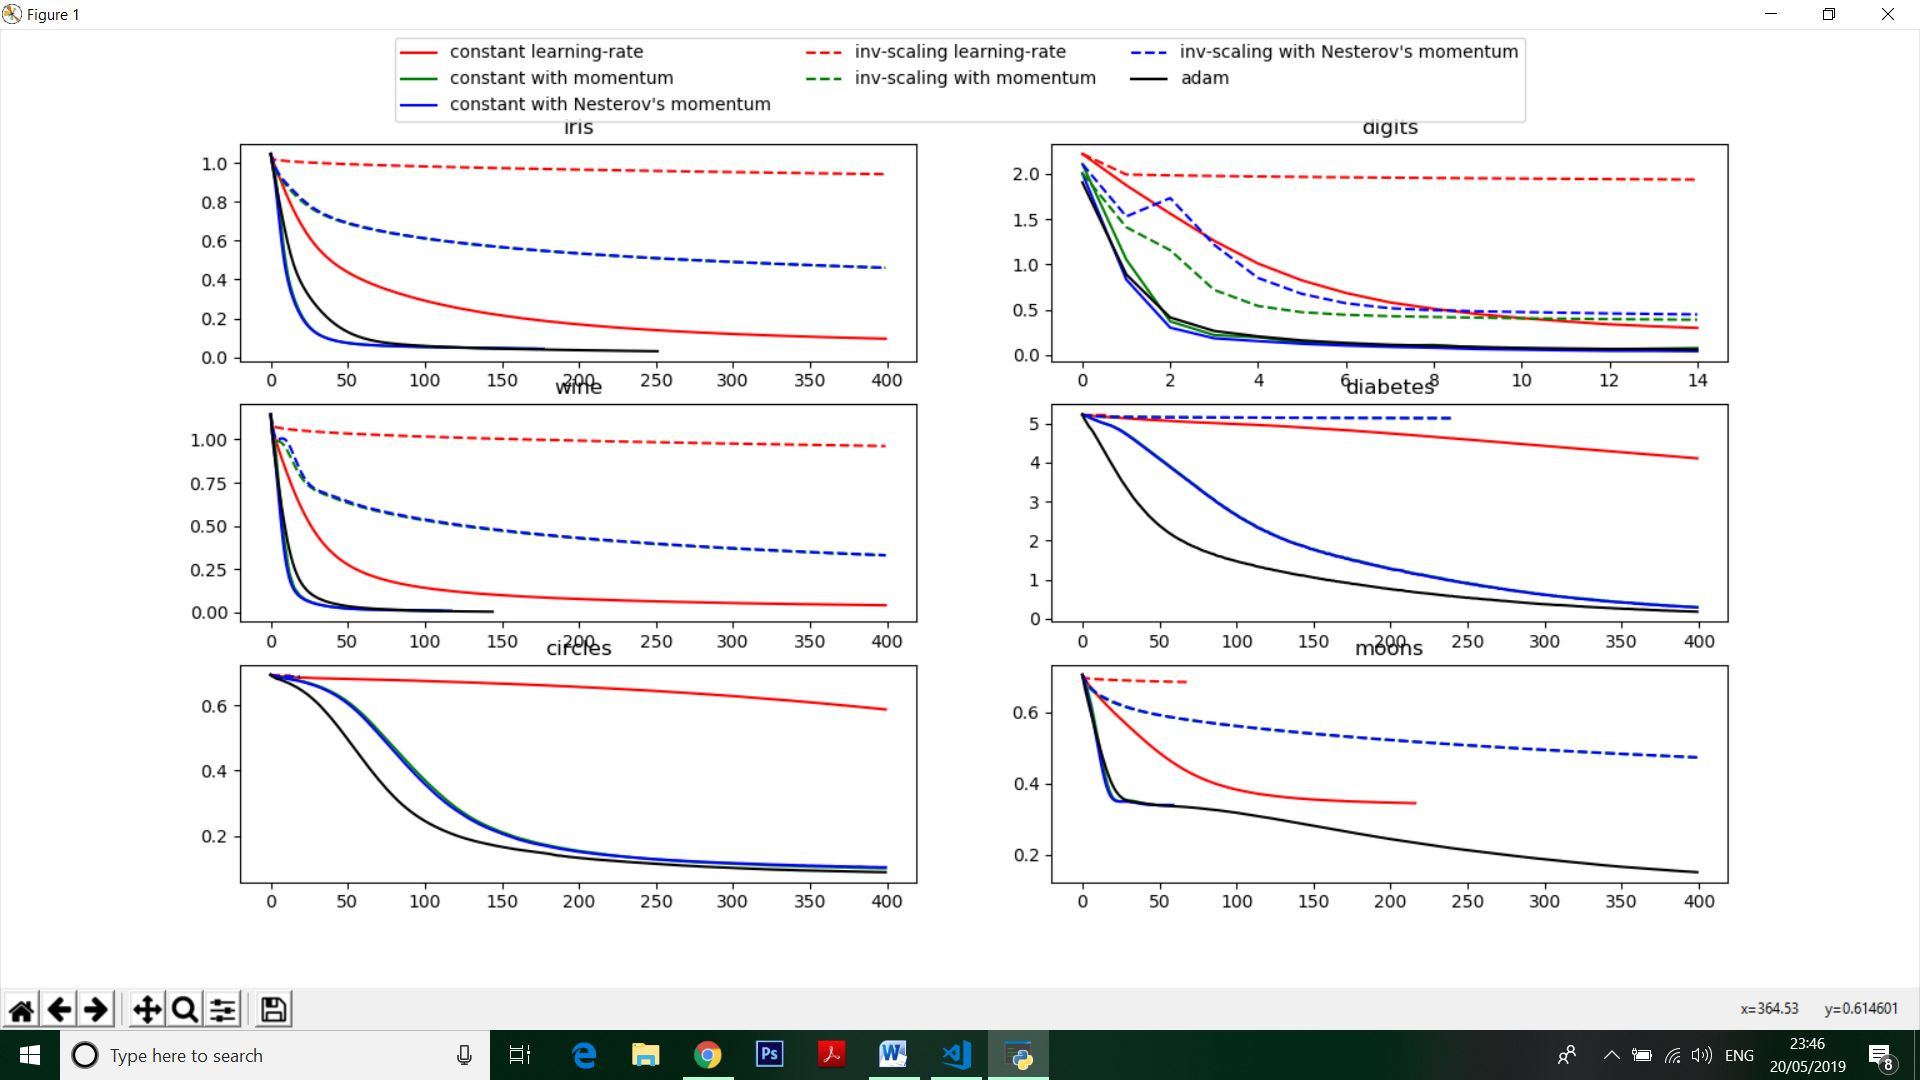 Figure 1
constant learning-rate
constant with momentum
constant with Nesterov's momentum
inv-scaling learning-rate
inv-scaling with momentum
inv-scaling with Nesterov's momentum
adam
iris
1.0
0.8
0.6
0.4
0.2
0.0
0 50 100 150 200 250 300 350 400
digits
2.0
1.5
1.0
0.5
0.0
0 2 4 6 8 10 12 14
wine
1.00
0.75
0.50
0.25
0.00
0 50 100 150 200 250 300 350 400
diabetes
5
4
3
2
1
0
0 50 100 150 200 250 300 350 400
circles
0.6
0.4
0.2
0 50 100 150 200 250 300 350 400
moons
0.6
0.4
0.2
0 50 100 150 200 250 300 350 400
x=364.53 y=0.614601
Type here to search
Ps
W
ENG
23:46
20/05/2019
8